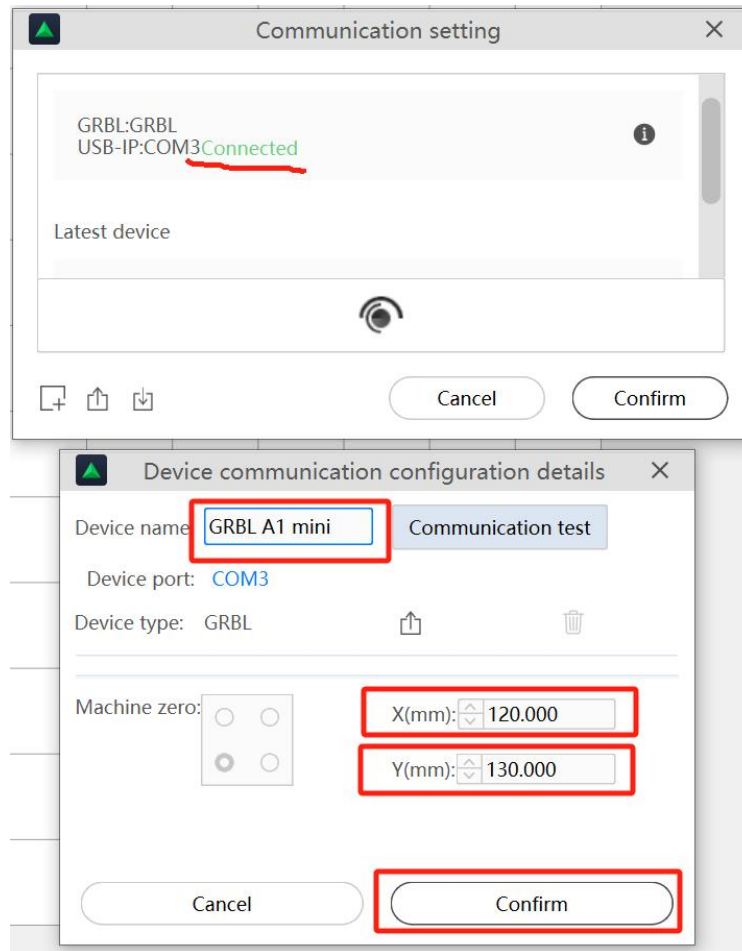 Communication setting
GRBL:GRBL
USB-IP:COM3Connected
Latest device
Cancel
Confirm
Device communication configuration details
Device name GRBL A1 mini Communication test
Device port: COM3
Device type: GRBL
Machine zero: X(mm): 120.000
Y(mm): 130.000
Cancel
Confirm